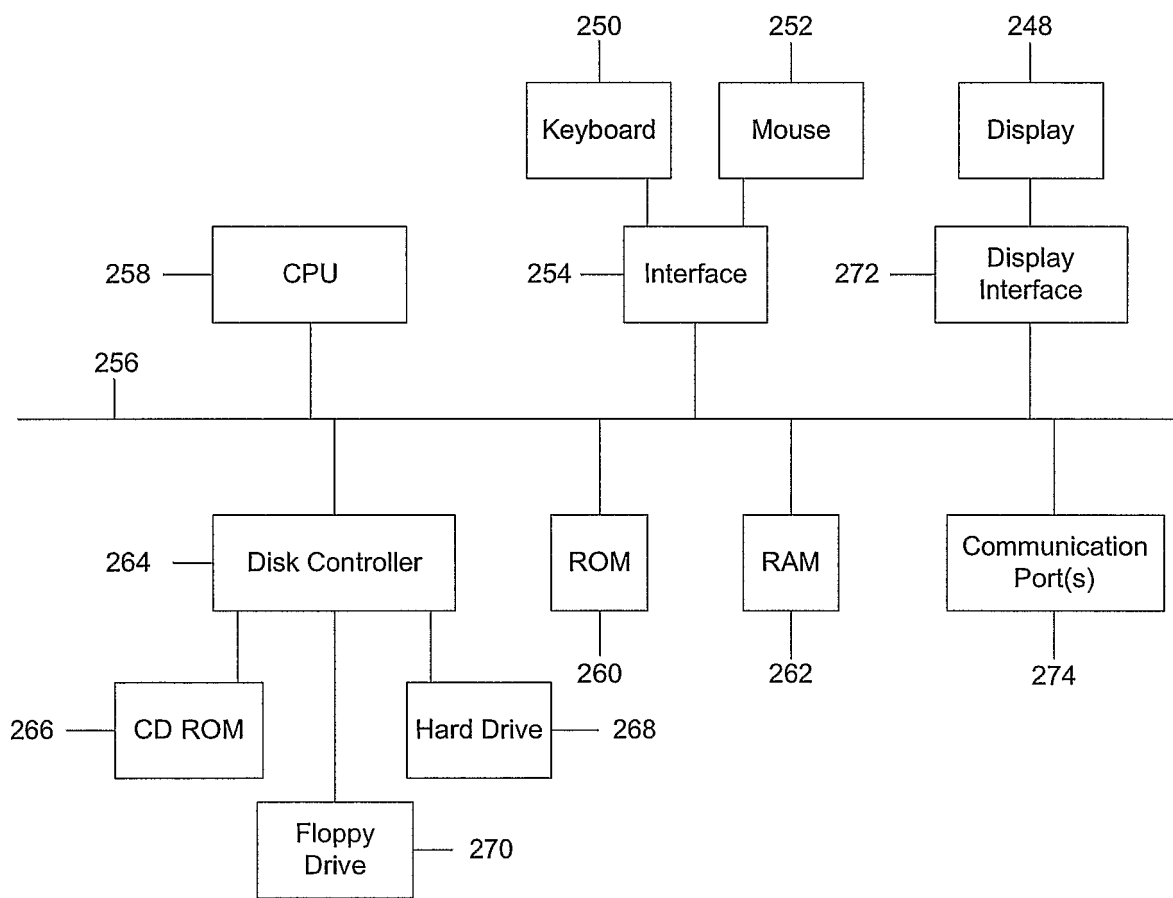 250
252
248
Keyboard
Mouse
Display
258
CPU
254
Interface
272
Display
Interface
256
264
Disk Controller
ROM
RAM
Communication
Port(s)
260
262
274
266
CD ROM
Hard Drive
268
Floppy
Drive
270